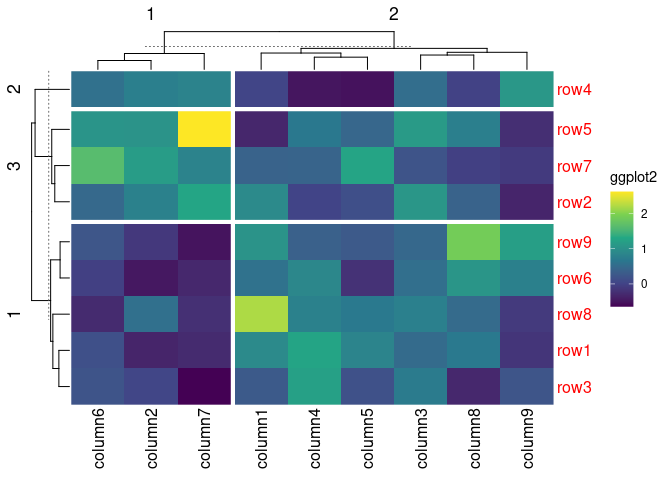 1 2
2
3
1
row4
row5
row7
row2
row9
row6
row8
row1
row3
ggplot2
2
1
0
column6 column2 column7 column1 column4 column5 column3 column8 column9